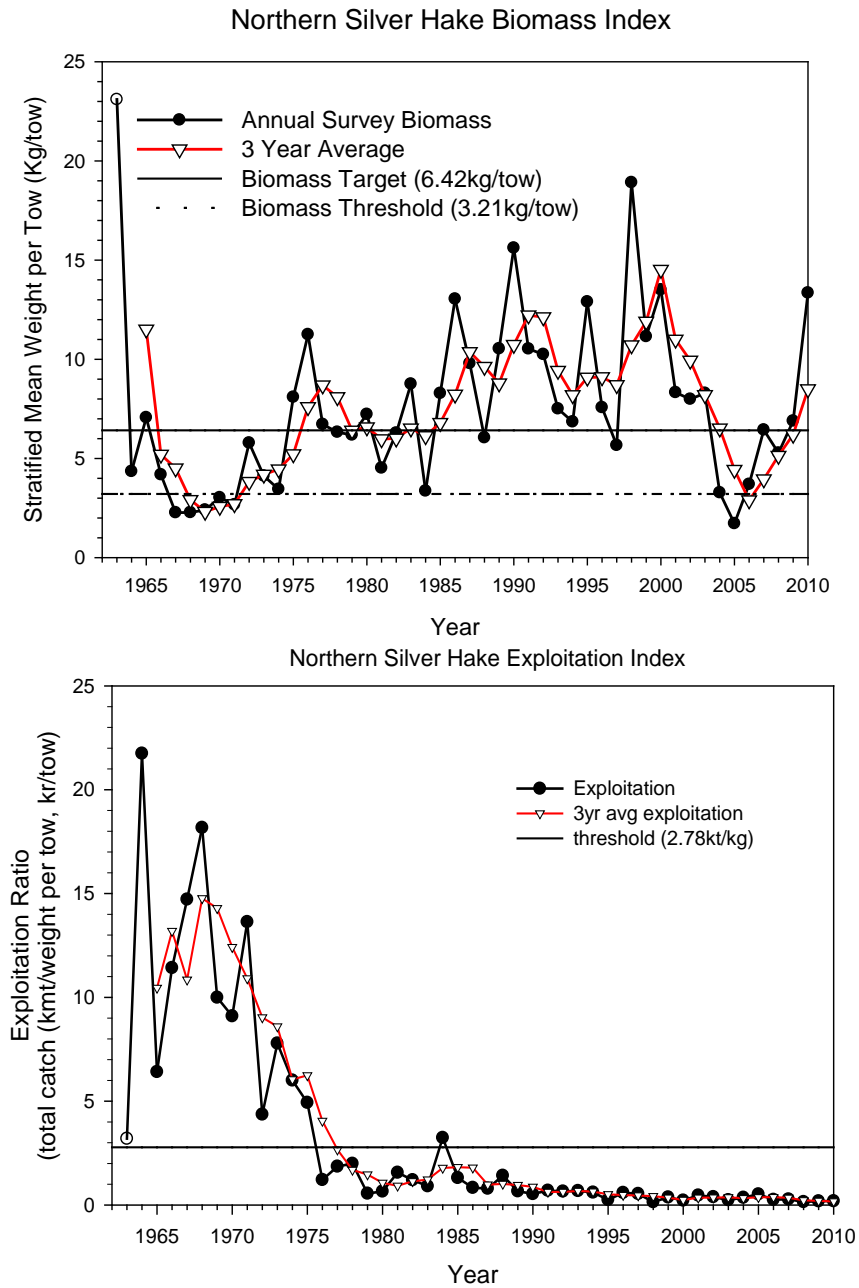 Northern Silver Hake Biomass Index
25
20
15
10
5
0
Stratified Mean Weight per Tow (Kg/tow)
Annual Survey Biomass
3 Year Average
Biomass Target (6.42kg/tow)
Biomass Threshold (3.21kg/tow)
1965 1970 1975 1980 1985 1990 1995 2000 2005 2010
Year
Northern Silver Hake Exploitation Index
25
20
15
10
5
0
Exploitation Ratio
(total catch (kmt/weight per tow, kr/tow)
Exploitation
3yr avg exploitation
threshold (2.78kt/kg)
1965 1970 1975 1980 1985 1990 1995 2000 2005 2010
Year